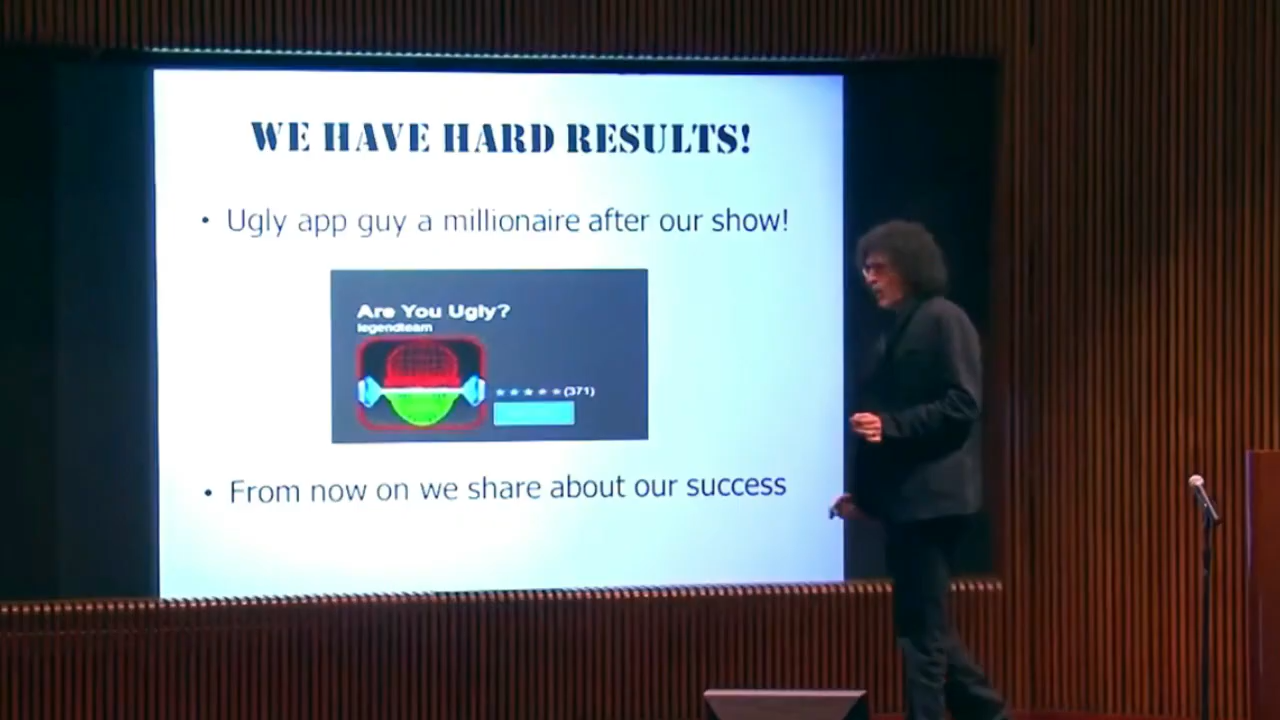 WE HAVE HARD RESULTS!
• Ugly app guy a millionaire after our show!
Are You Ugly?
legendteam
(371)
• From now on we share about our success